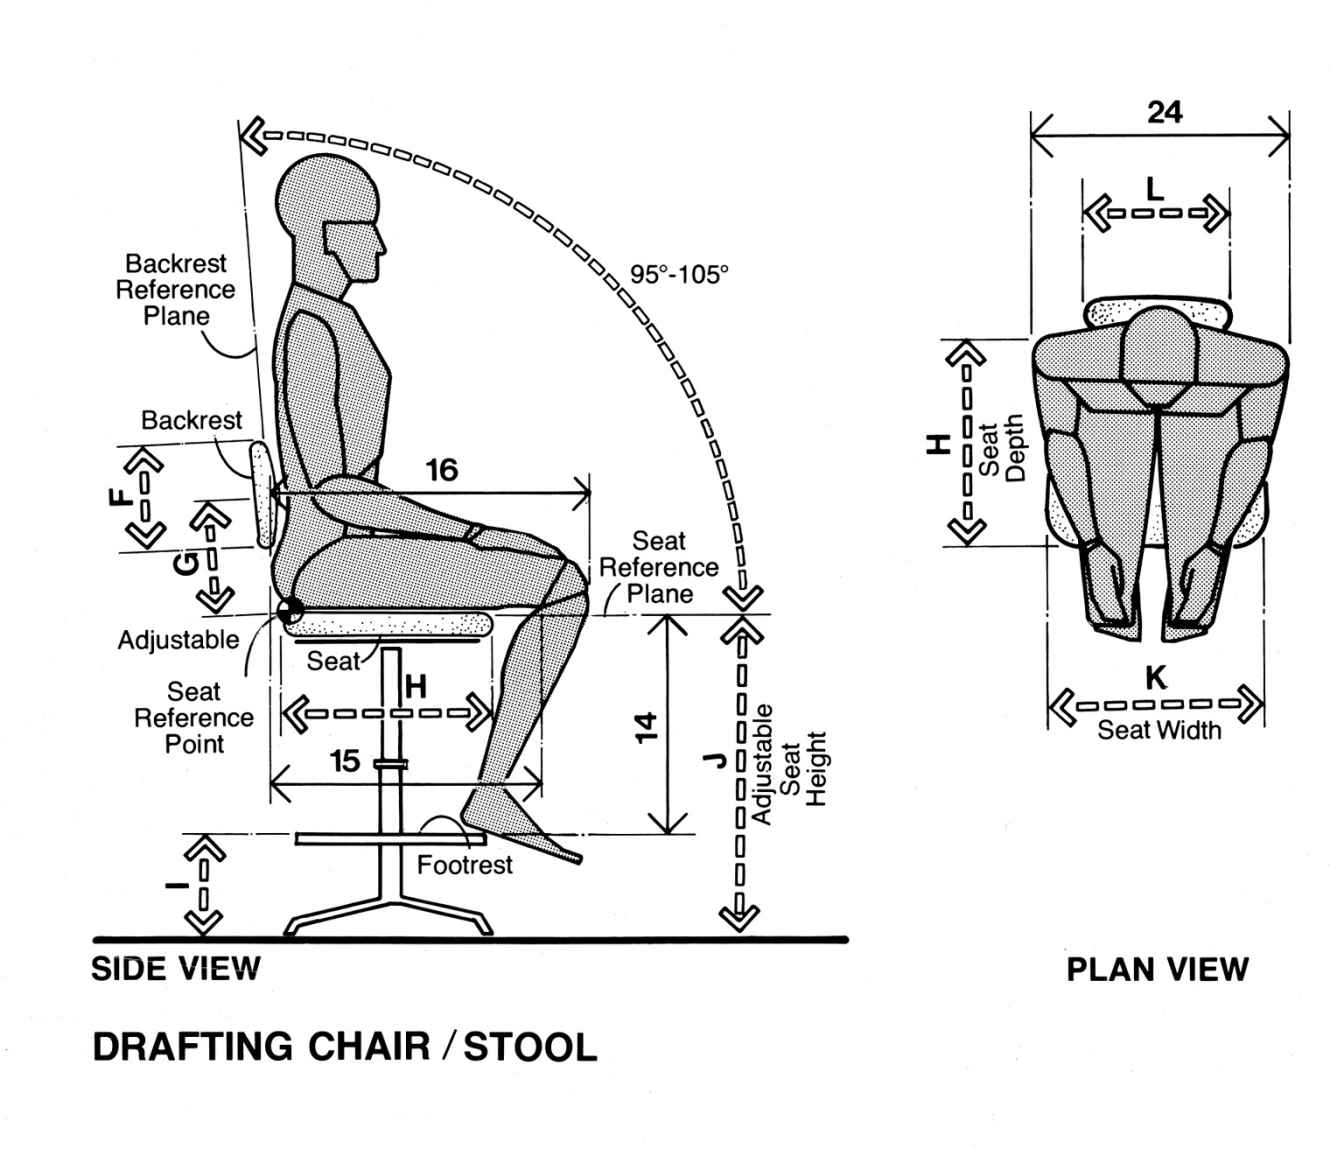 24
L
95°-105°
Backrest
Reference
Plane
Backrest
16
F
G
H
Seat
Depth
Seat
Reference
Plane
Adjustable
Seat
H
Seat
Reference
Point
14
J
Adjustable
Seat
Height
K
Seat Width
15
Footrest
I
SIDE VIEW
PLAN VIEW
DRAFTING CHAIR / STOOL